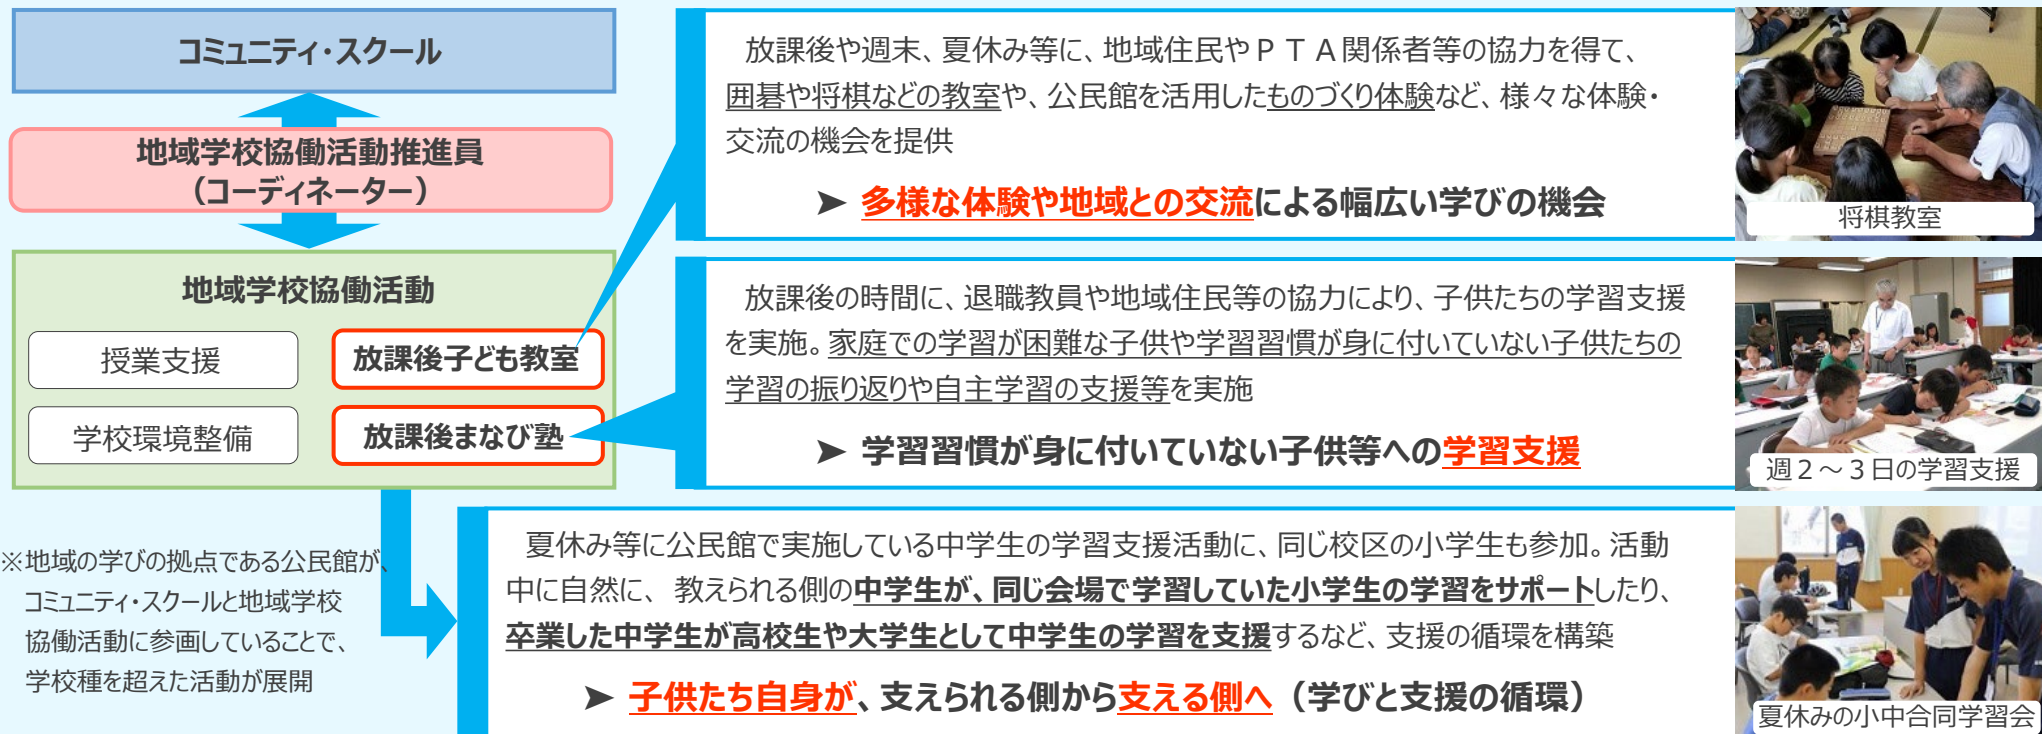 コミュニティ・スクール
地域学校協働活動推進員
（コーディネーター）
地域学校協働活動
授業支援
放課後子ども教室
学校環境整備
放課後まなび塾
※地域の学びの拠点である公民館が、
コミュニティ・スクールと地域学校
協働活動に参画していることで、
学校種を超えた活動が展開
放課後や週末、夏休み等に、地域住民やＰＴＡ関係者等の協力を得て、
囲碁や将棋などの教室や、公民館を活用したものづくり体験など、様々な体験・
交流の機会を提供
➤ 多様な体験や地域との交流による幅広い学びの機会
将棋教室
放課後の時間に、退職教員や地域住民等の協力により、子供たちの学習支援
を実施。家庭での学習が困難な子供や学習習慣が身に付いていない子供たちの
学習の振り返りや自主学習の支援等を実施
➤ 学習習慣が身に付いていない子供等への学習支援
週２～３日の学習支援
夏休み等に公民館で実施している中学生の学習支援活動に、同じ校区の小学生も参加。活動
中に自然に、教えられる側の中学生が、同じ会場で学習していた小学生の学習をサポートしたり、
卒業した中学生が高校生や大学生として中学生の学習を支援するなど、支援の循環を構築
➤ 子供たち自身が、支えられる側から支える側へ（学びと支援の循環）
夏休みの小中合同学習会